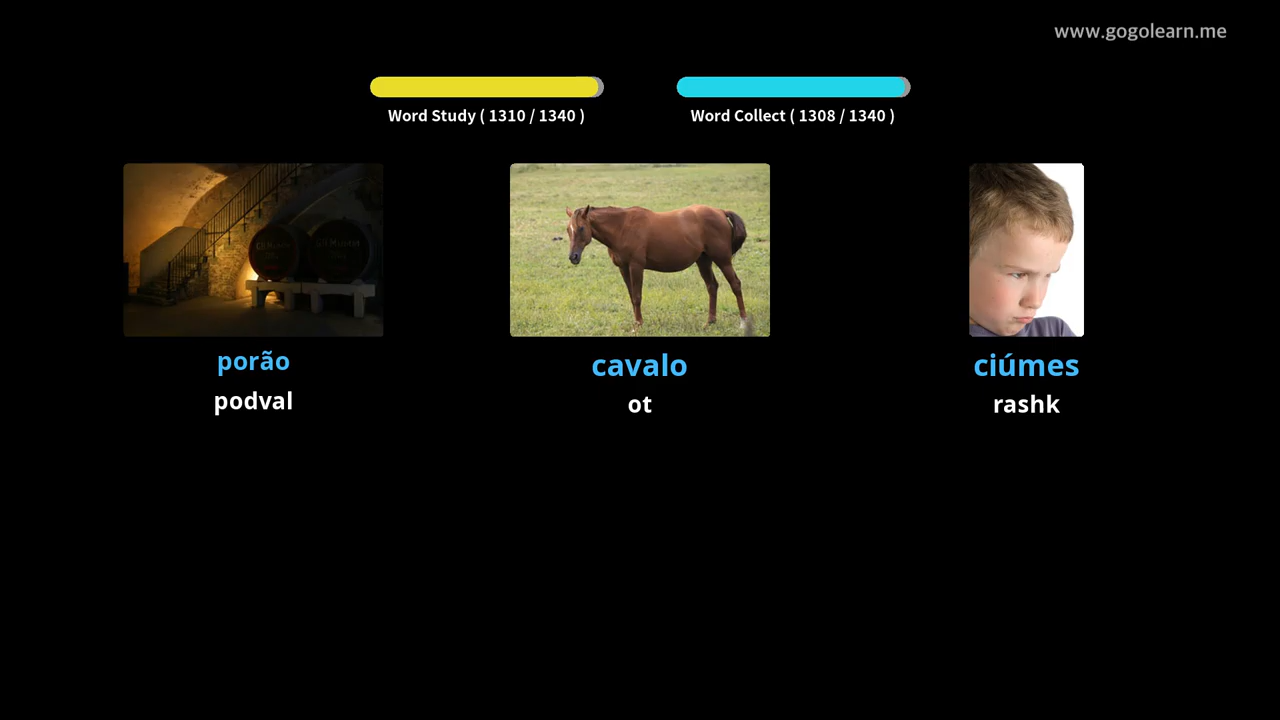 www.gogolearn.me
Word Study ( 1310 / 1340 )
Word Collect ( 1308 / 1340 )
porão
cavalo
ciúmes
podval
ot
rashk